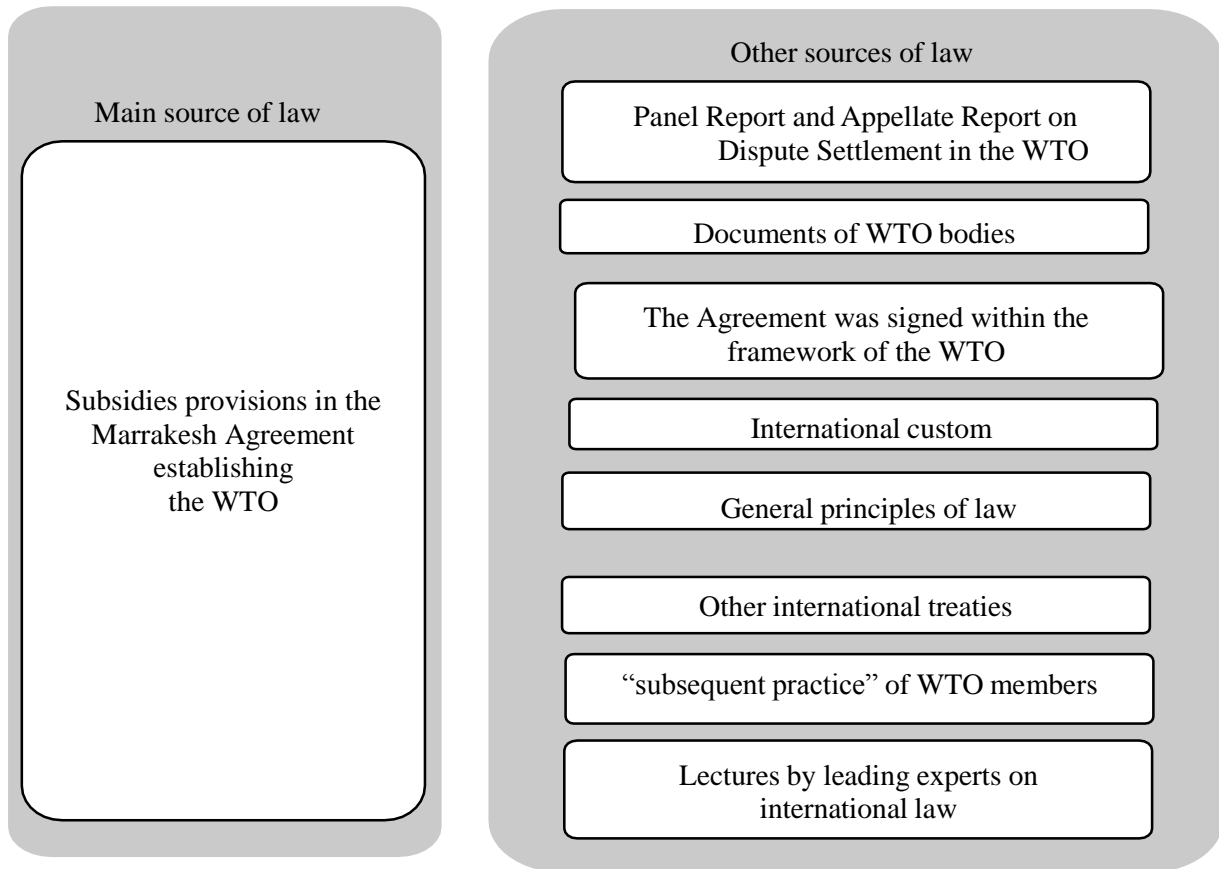 Main source of law
Subsidies provisions in the
Marrakesh Agreement
establishing
the WTO
Other sources of law
Panel Report and Appellate Report on
Dispute Settlement in the WTO
Documents of WTO bodies
The Agreement was signed within the
framework of the WTO
International custom
General principles of law
Other international treaties
“subsequent practice” of WTO members
Lectures by leading experts on
international law